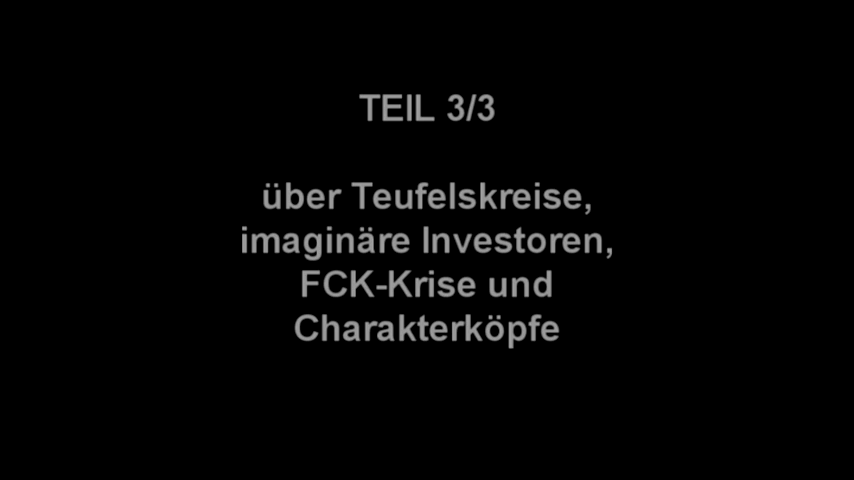 TEIL 3/3
über Teufelskreise,
imaginäre Investoren,
FCK-Krise und
Charakterköpfe